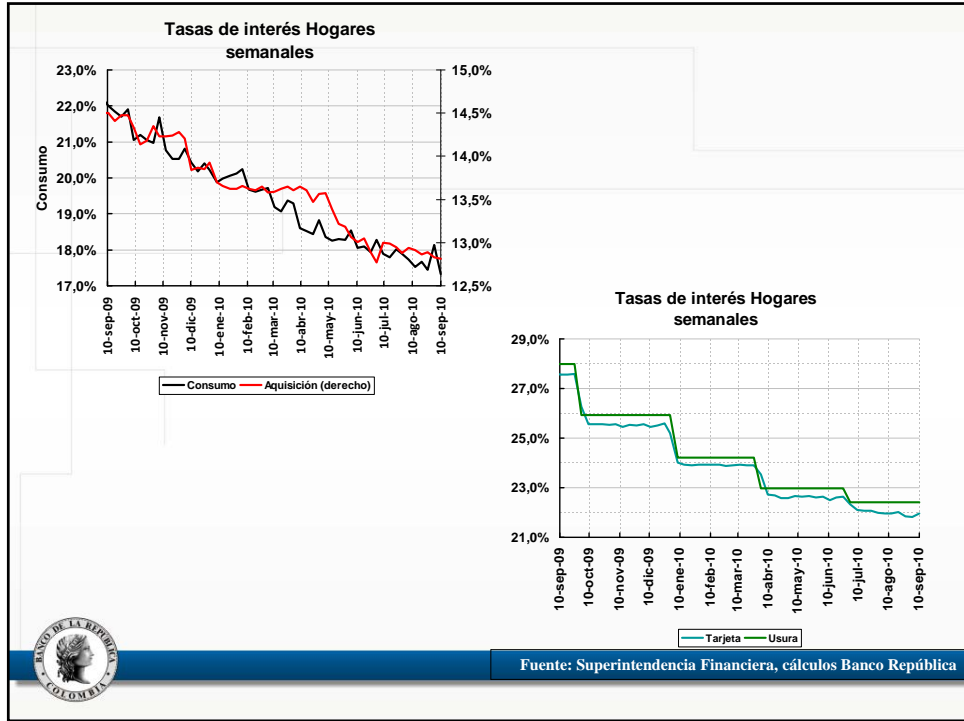 Tasas de interés Hogares
semanales
23,0%
22,0%
21,0%
20,0%
19,0%
18,0%
17,0%
Consumo
15,0%
14,5%
14,0%
13,5%
13,0%
12,5%
10-sep-09
10-oct-09
10-nov-09
10-dic-09
10-ene-10
10-feb-10
10-mar-10
10-abr-10
10-may-10
10-jun-10
10-jul-10
10-ago-10
10-sep-10
Consumo
Aquisición (derecho)
Tasas de interés Hogares
semanales
29,0%
27,0%
25,0%
23,0%
21,0%
10-sep-09
10-oct-09
10-nov-09
10-dic-09
10-ene-10
10-feb-10
10-mar-10
10-abr-10
10-may-10
10-jun-10
10-jul-10
10-ago-10
10-sep-10
Tarjeta
Usura
BANCO DE LA REPUBLICA
COLOMBIA
Fuente: Superintendencia Financiera, cálculos Banco República